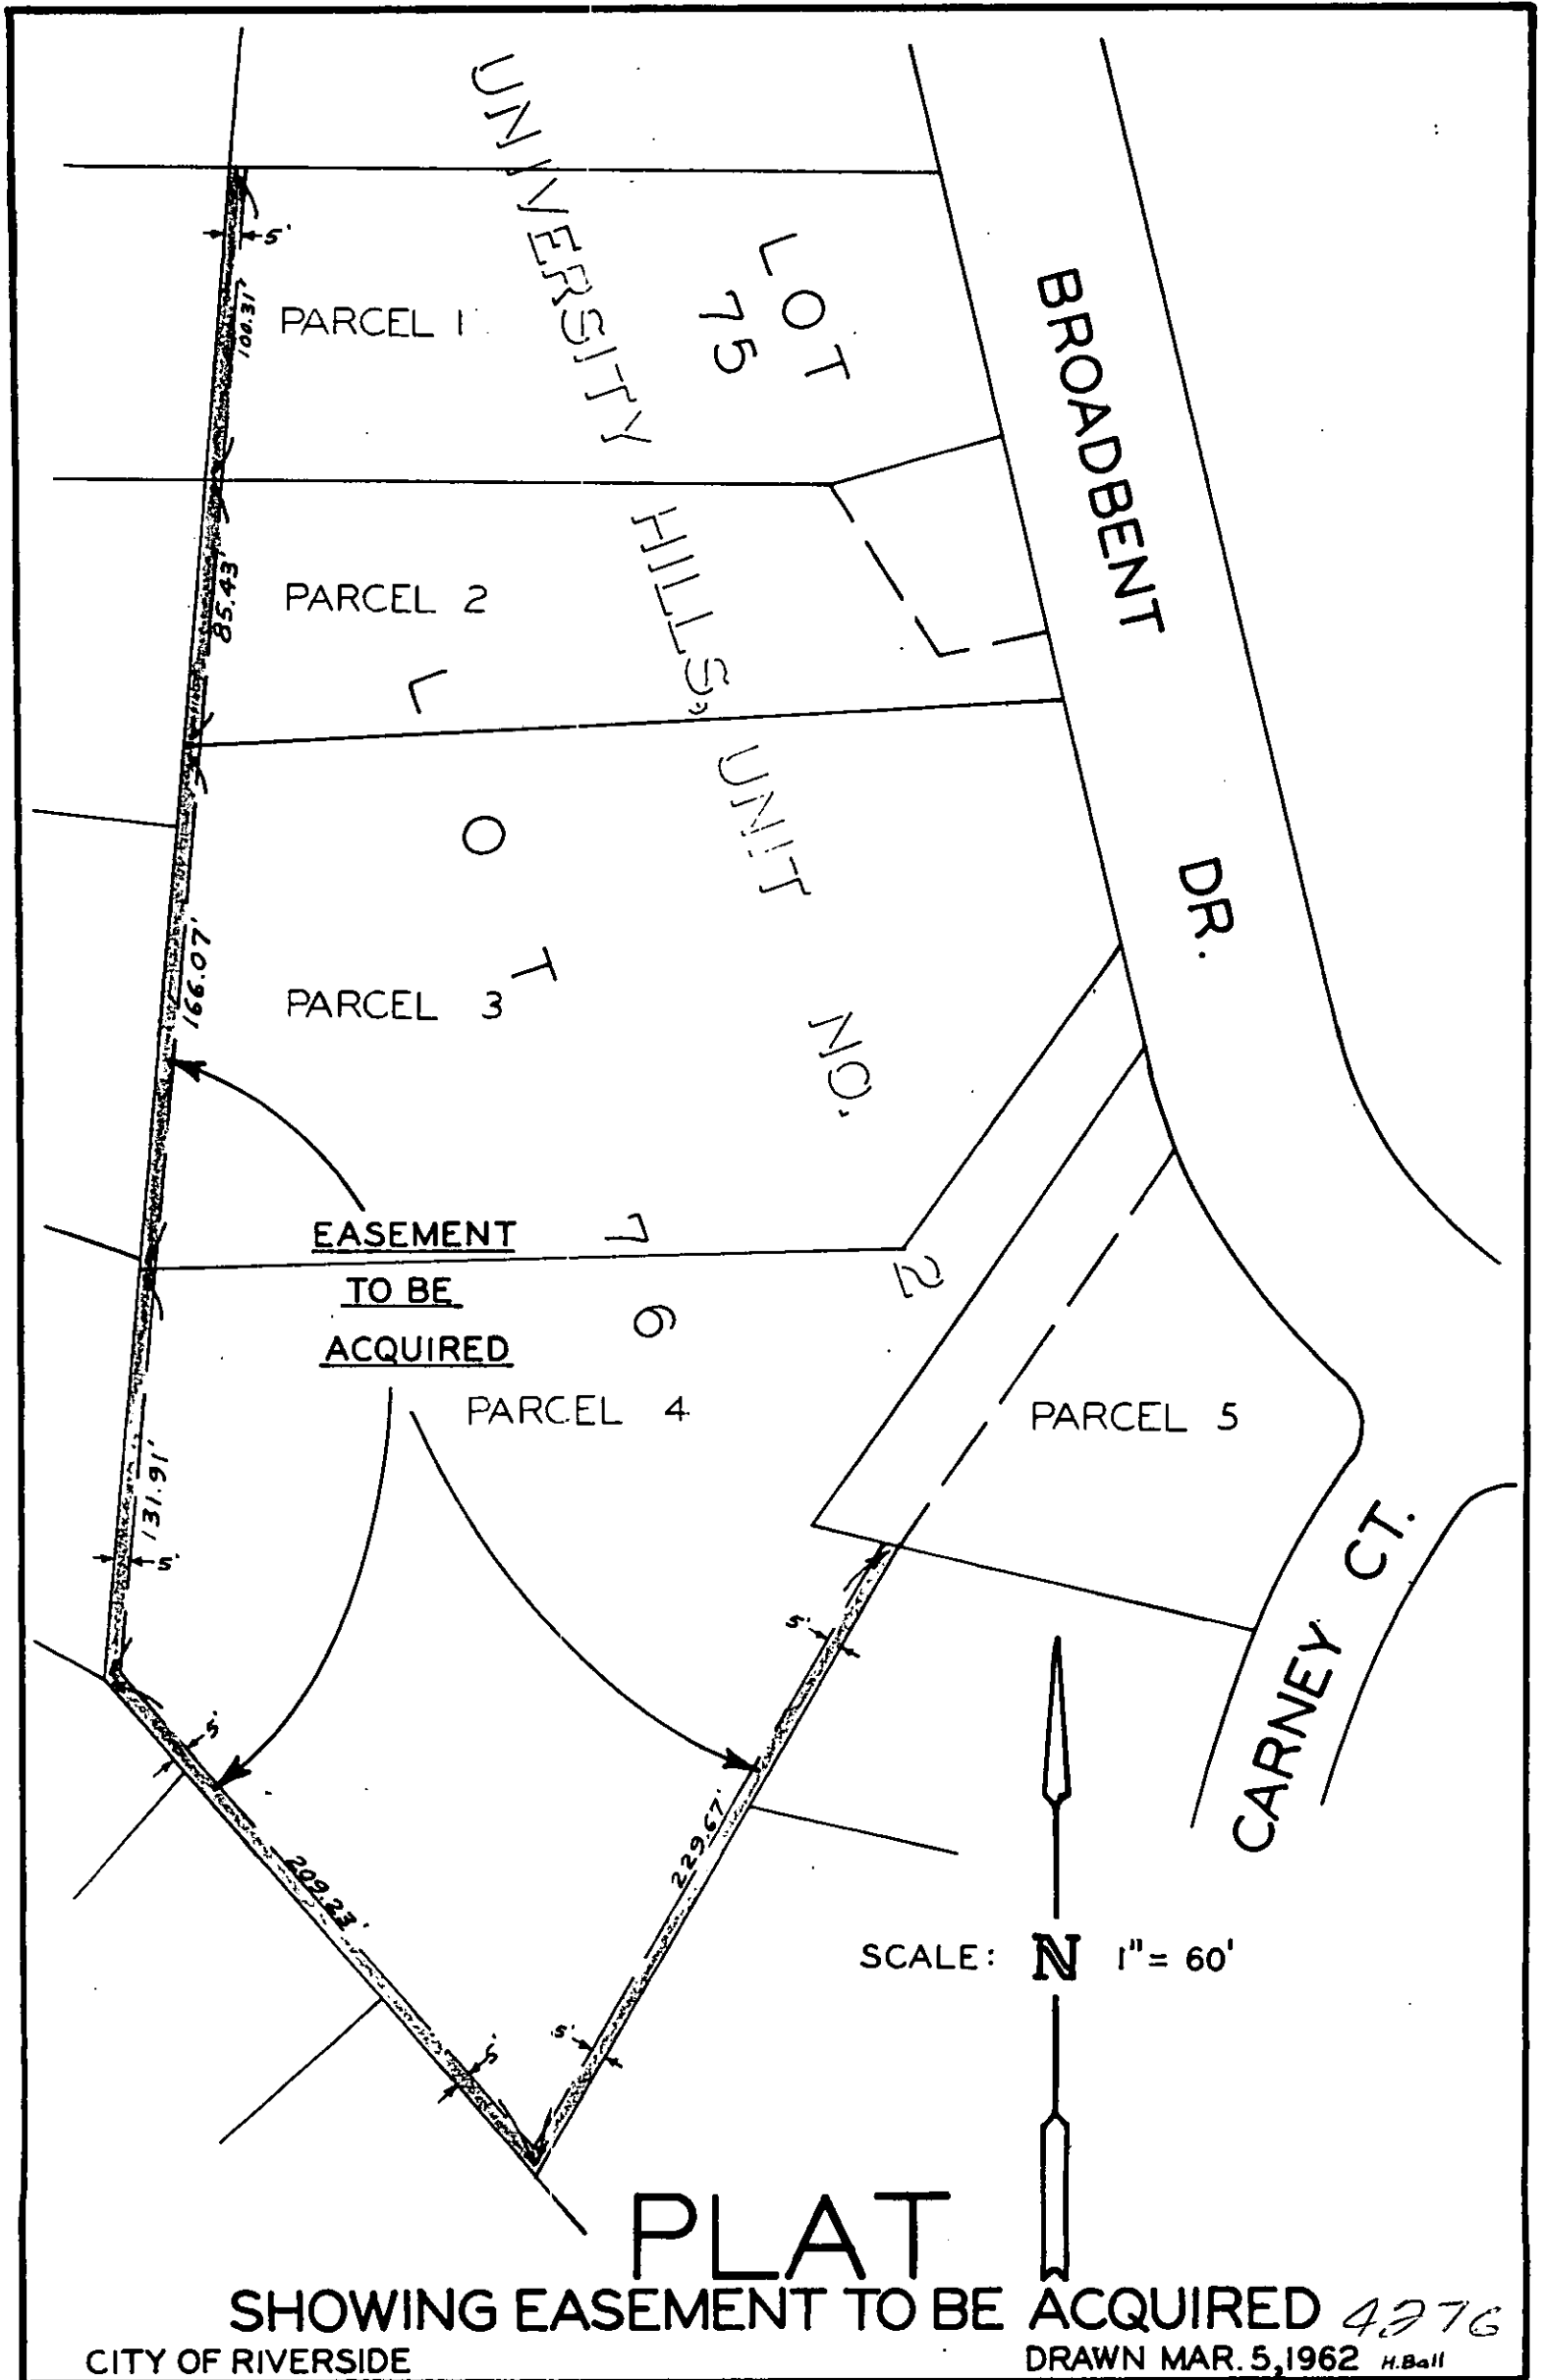 UNIVERSITY HILLS, UNIT NO. 2
LOT
75
BROADBENT DR.
5'
100.31'
PARCEL 1
85.43'
PARCEL 2
LOT 76
166.07'
PARCEL 3
EASEMENT
TO BE
ACQUIRED
PARCEL 4
PARCEL 5
131.91'
5'
CARNEY CT.
5'
5'
209.23'
229.67'
5'
5'
SCALE: N 1" = 60'
PLAT
SHOWING EASEMENT TO BE ACQUIRED 4276
CITY OF RIVERSIDE
DRAWN MAR. 5, 1962 H. Ball